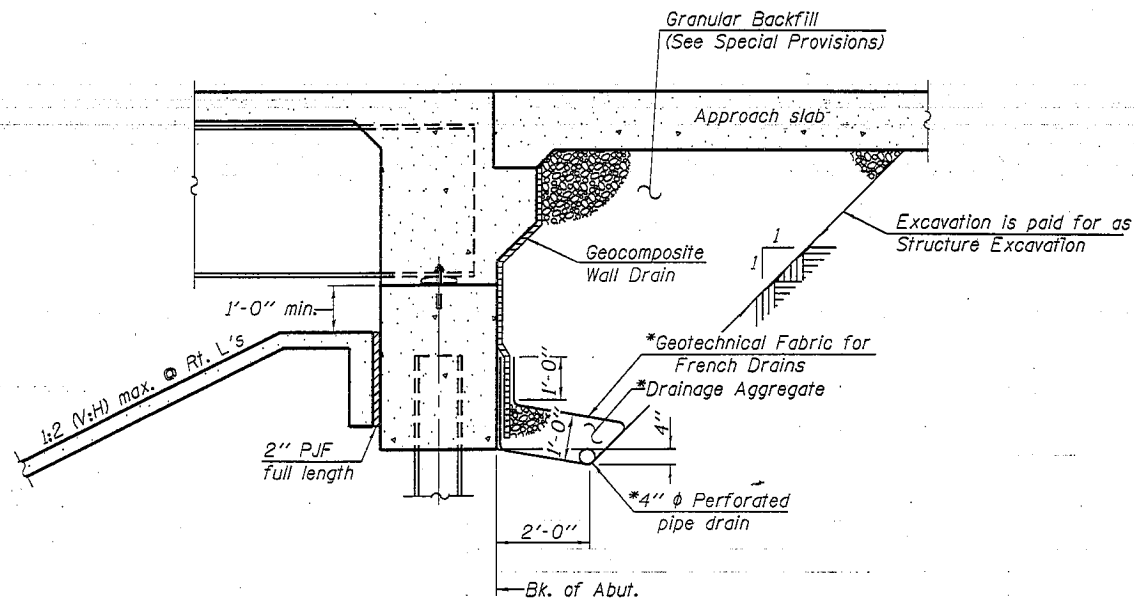 Granular Backfill
(See Special Provisions)
Approach slab
Excavation is paid for as
Structure Excavation
1
1
Geocomposite
Wall Drain
1'-0" min.
1:2 (V:H) max. @ Rt. L's
*Geotechnical Fabric for
French Drains
*Drainage Aggregate
1'-0"
1'-0"
4"
2" PJF
full length
*4" ϕ Perforated
pipe drain
2'-0"
Bk. of Abut.